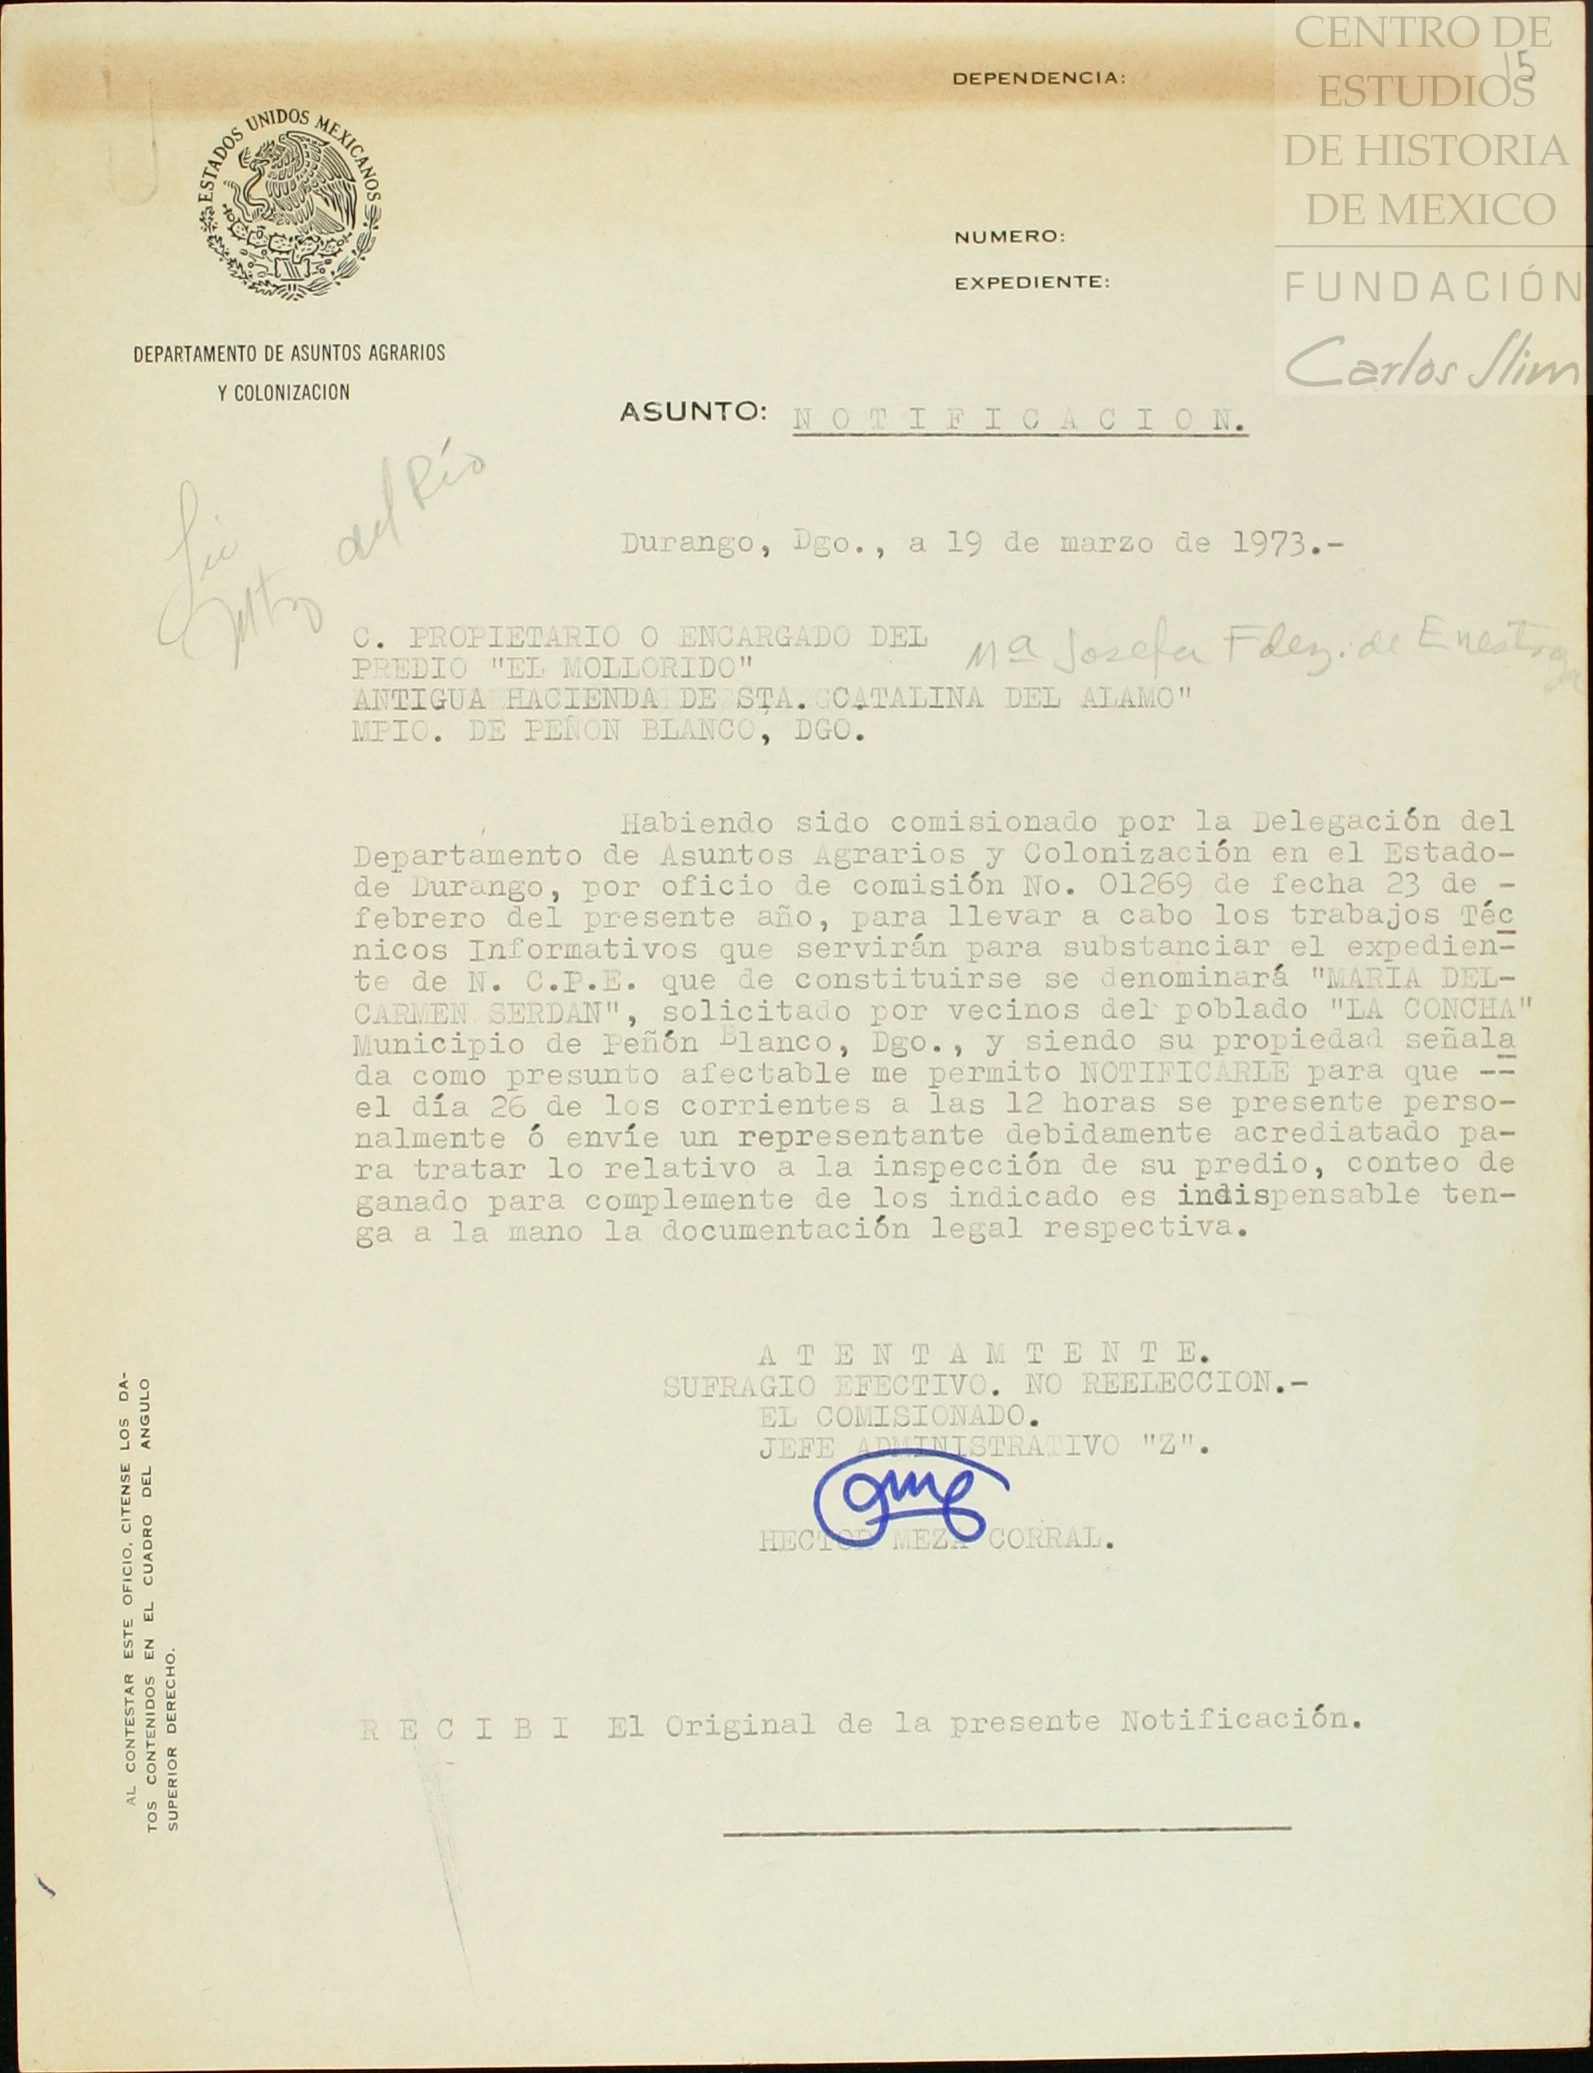 CENTRO DE
ESTUDIOS
DE HISTORIA
DE MEXICO
FUNDACIÓN
Carlos Slim
15
DEPENDENCIA:
ESTADOS UNIDOS MEXICANOS
NUMERO:
EXPEDIENTE:
DEPARTAMENTO DE ASUNTOS AGRARIOS
Y COLONIZACION
ASUNTO: N O T I F I C A C I O N.
Lic
del Río
Durango, Dgo., a 19 de marzo de 1973.-
C. PROPIETARIO O ENCARGADO DEL
Ma Josefa Fdez. de
PREDIO "EL MOLLORIDO"
ANTIGUA HACIENDA DE STA. CATALINA DEL ALAMO"
MPIO. DE PEÑON BLANCO, DGO.
Habiendo sido comisionado por la Delegación del
Departamento de Asuntos Agrarios y Colonización en el Estado-
de Durango, por oficio de comisión No. 01269 de fecha 23 de -
febrero del presente año, para llevar a cabo los trabajos Téc
nicos Informativos que servirán para substanciar el expedien-
te de N. C.P.E. que de constituirse se denominará "MARIA DEL-
CARMEN SERDAN", solicitado por vecinos del poblado "LA CONCHA"
Municipio de Peñón Blanco, Dgo., y siendo su propiedad señala
da como presunto afectable me permito NOTIFICARLE para que --
el día 26 de los corrientes a las 12 horas se presente perso-
nalmente ó envíe un representante debidamente acrediatado pa-
ra tratar lo relativo a la inspección de su predio, conteo de
ganado para complemente de los indicado es indispensable ten-
ga a la mano la documentación legal respectiva.
A T E N T A M T E N T E.
SUFRAGIO EFECTIVO. NO REELECCION.-
EL COMISIONADO.
JEFE ADMINISTRATIVO "Z".
HECTOR MEZA CORRAL.
R E C I B I El Original de la presente Notificación.
AL CONTESTAR ESTE OFICIO, CITENSE LOS DA-
TOS CONTENIDOS EN EL CUADRO DEL ANGULO
SUPERIOR DERECHO.